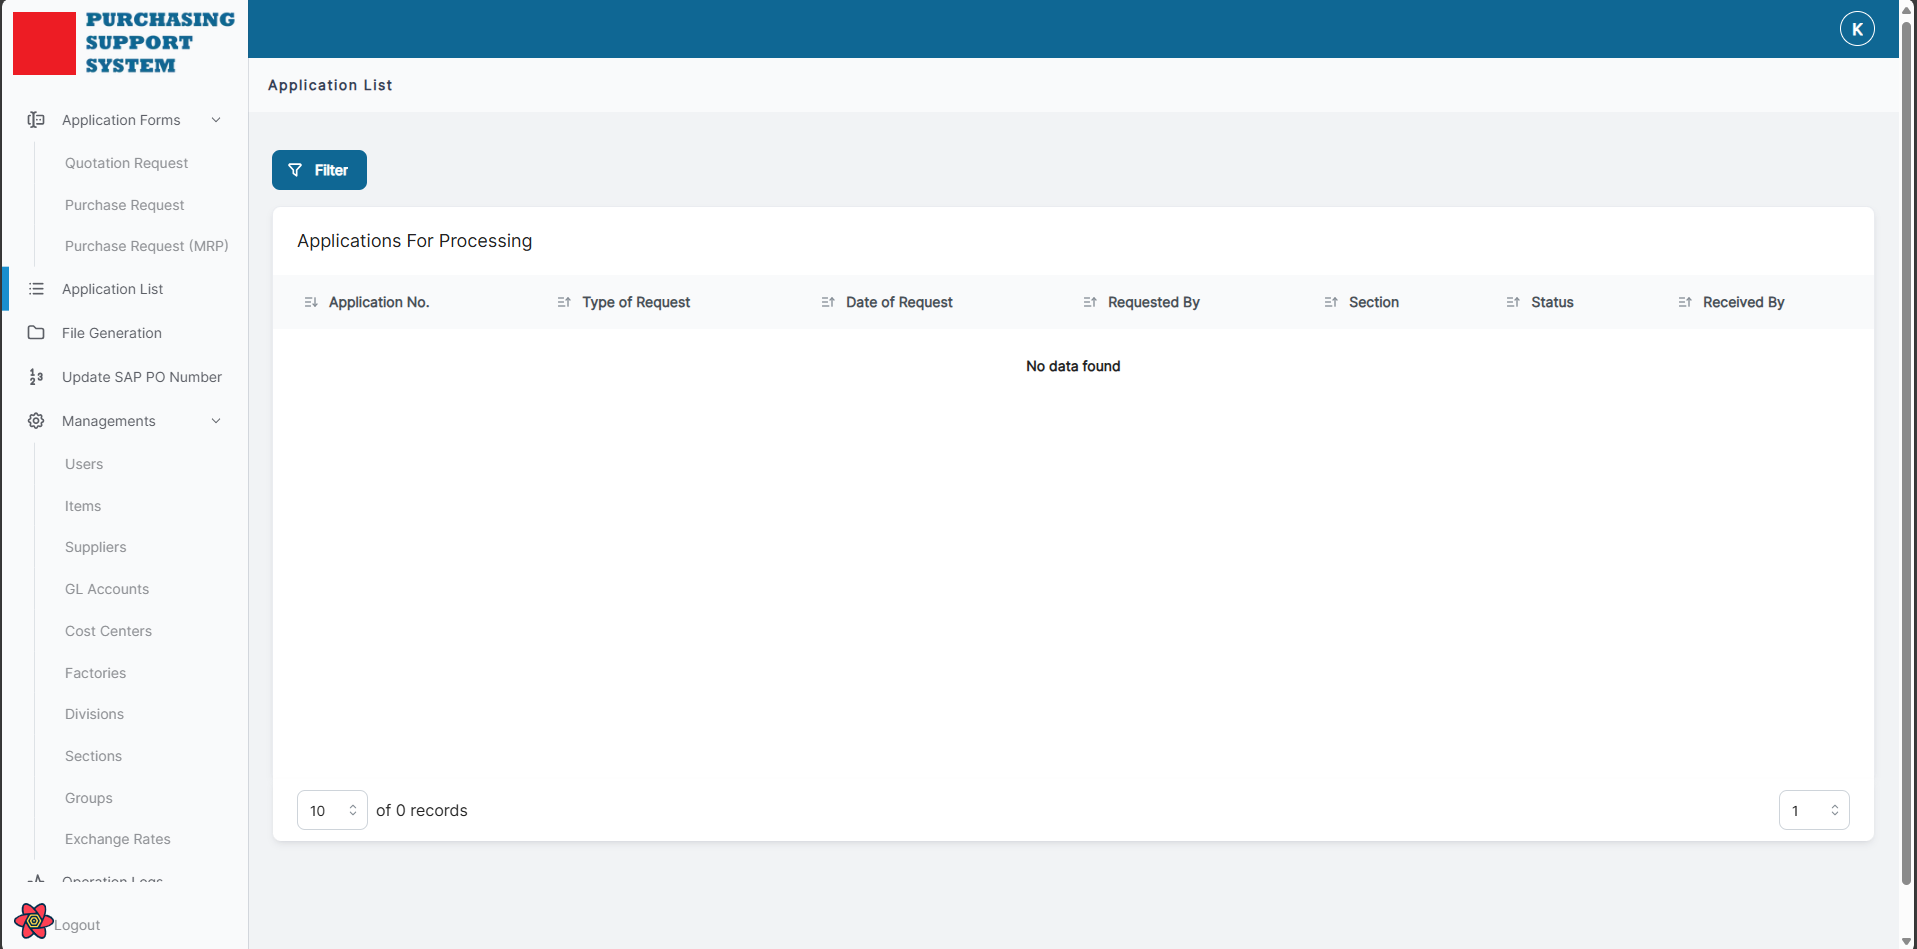 PURCHASING
SUPPORT
SYSTEM
K
Application List
Application Forms
Quotation Request
Purchase Request
Purchase Request (MRP)
Application List
File Generation
Update SAP PO Number
Managements
Users
Items
Suppliers
GL Accounts
Cost Centers
Factories
Divisions
Sections
Groups
Exchange Rates
Operation Logs
Logout
Filter
Applications For Processing
Application No. Type of Request Date of Request Requested By Section Status Received By
No data found
10 of 0 records 1